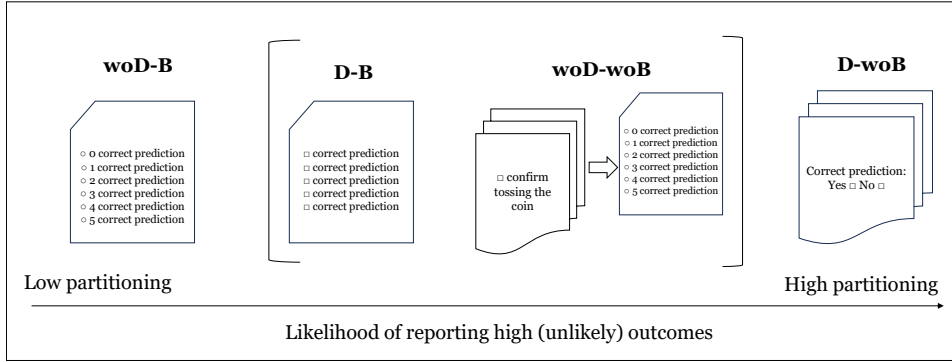 woD-B
○ 0 correct prediction
○ 1 correct prediction
○ 2 correct prediction
○ 3 correct prediction
○ 4 correct prediction
○ 5 correct prediction
D-B
□ correct prediction
□ correct prediction
□ correct prediction
□ correct prediction
□ correct prediction
woD-woB
□ confirm
tossing the
coin
○ 0 correct prediction
○ 1 correct prediction
○ 2 correct prediction
○ 3 correct prediction
○ 4 correct prediction
○ 5 correct prediction
D-woB
Correct prediction:
Yes □ No □
Low partitioning
High partitioning
Likelihood of reporting high (unlikely) outcomes